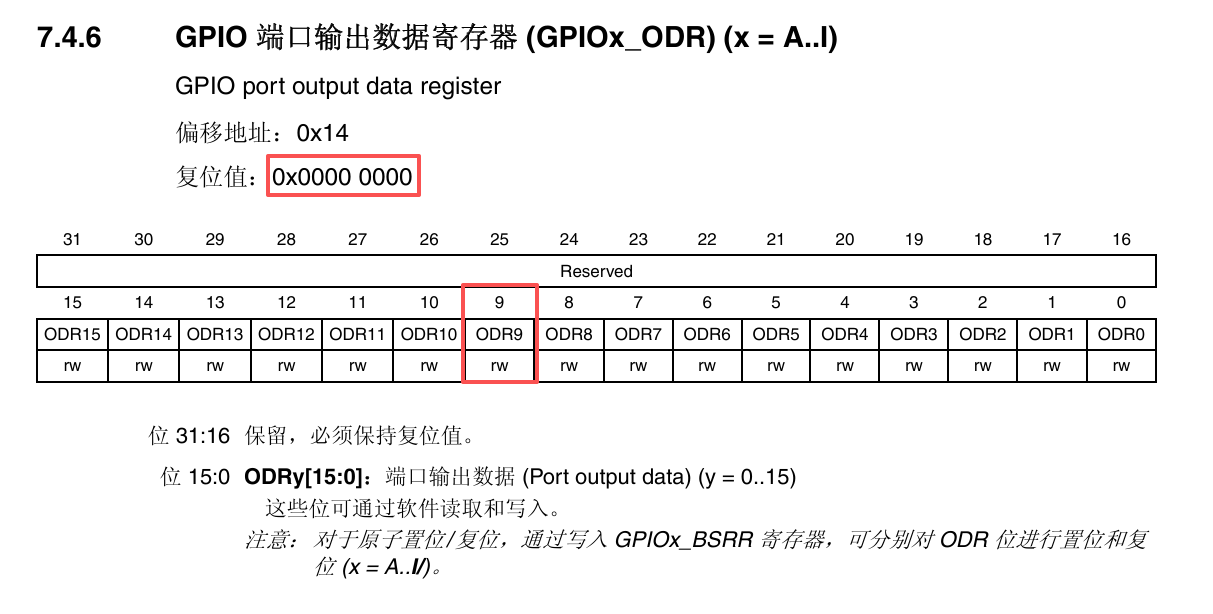 7.4.6 GPIO 端口输出数据寄存器 (GPIOx_ODR) (x = A..I)
GPIO port output data register
偏移地址：0x14
复位值：0x0000 0000
31 30 29 28 27 26 25 24 23 22 21 20 19 18 17 16
Reserved
15 14 13 12 11 10 9 8 7 6 5 4 3 2 1 0
ODR15 ODR14 ODR13 ODR12 ODR11 ODR10 ODR9 ODR8 ODR7 ODR6 ODR5 ODR4 ODR3 ODR2 ODR1 ODR0
rw rw rw rw rw rw rw rw rw rw rw rw rw rw rw rw
位 31:16 保留，必须保持复位值。
位 15:0 ODRy[15:0]：端口输出数据 (Port output data) (y = 0..15)
这些位可通过软件读取和写入。
注意： 对于原子置位/复位，通过写入 GPIOx_BSRR 寄存器，可分别对 ODR 位进行置位和复
位 (x = A..I/)。